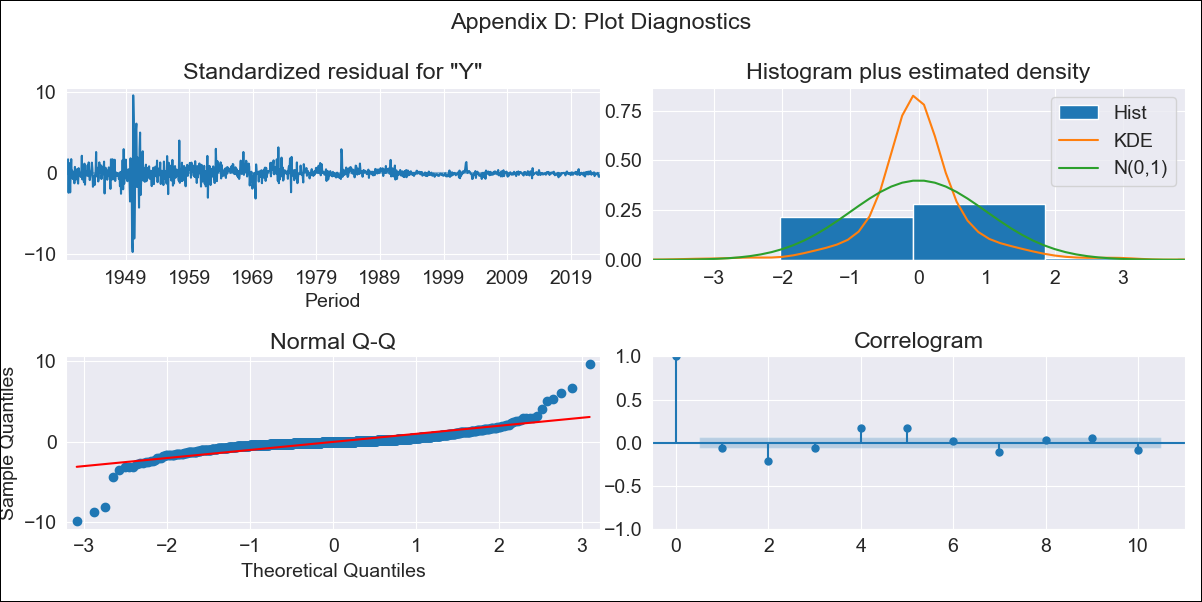 Appendix D: Plot Diagnostics
Standardized residual for "Y"
10
0
−10
1949 1959 1969 1979 1989 1999 2009 2019
Period
Histogram plus estimated density
0.75
0.50
0.25
0.00
Hist
KDE
N(0,1)
−3 −2 −1 0 1 2 3
Normal Q-Q
Sample Quantiles
10
0
−10
−3 −2 −1 0 1 2 3
Theoretical Quantiles
Correlogram
1.0
0.5
0.0
−0.5
−1.0
0 2 4 6 8 10